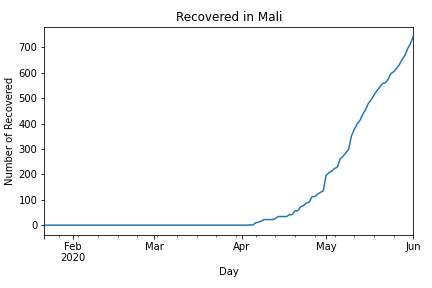 Recovered in Mali
Number of Recovered
700
600
500
400
300
200
100
0
Feb
2020
Mar
Apr
May
Jun
Day